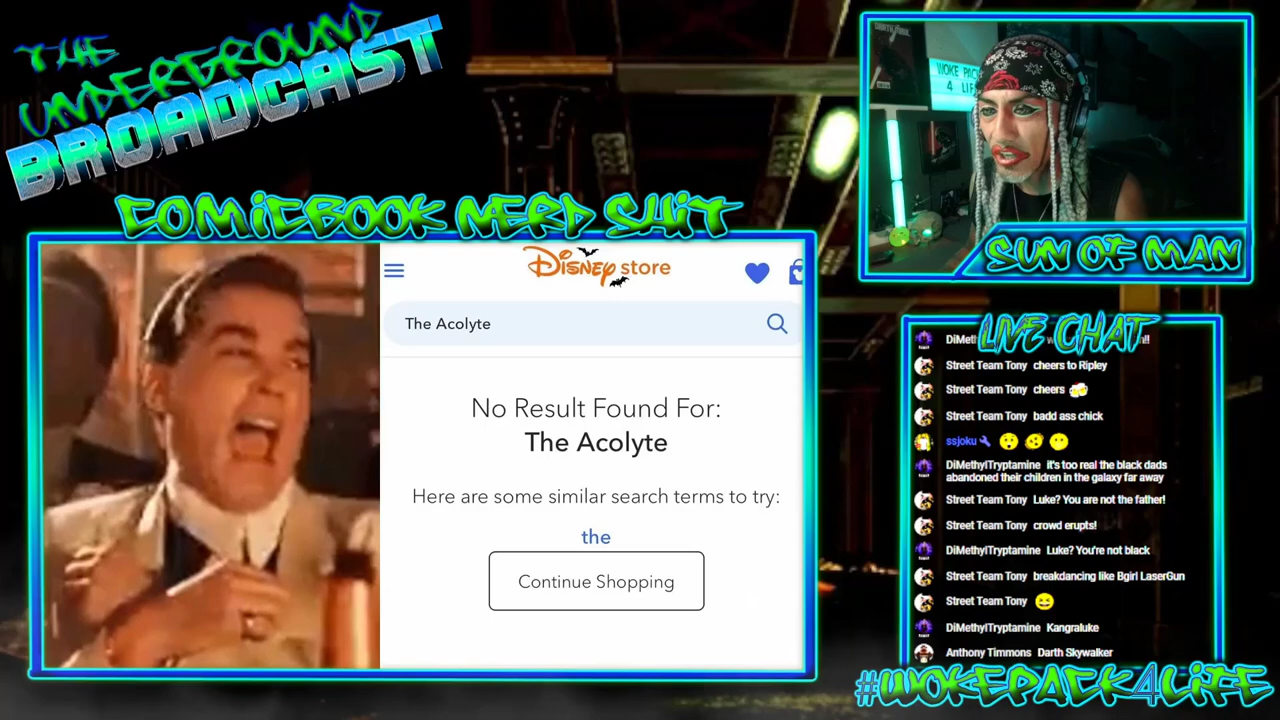 THE
UNDERGROUND
BROADCAST
COMICBOOK NERD SHIT
Disney store
The Acolyte
No Result Found For:
The Acolyte
Here are some similar search terms to try:
the
Continue Shopping
WOKE PAC
4 LIF
SUN OF MAN
LIVE CHAT
Street Team Tony cheers to Ripley
Street Team Tony cheers 🍻
Street Team Tony badd ass chick
ssjoku
DiMethylTryptamine it's too real the black dads
abandoned their children in the galaxy far away
Street Team Tony Luke? You are not the father!
Street Team Tony crowd erupts!
DiMethylTryptamine Luke? You're not black
Street Team Tony breakdancing like Bgirl LaserGun
Street Team Tony 😆
DiMethylTryptamine Kangraluke
Anthony Timmons Darth Skywalker
#WOKEPACK4LIFE